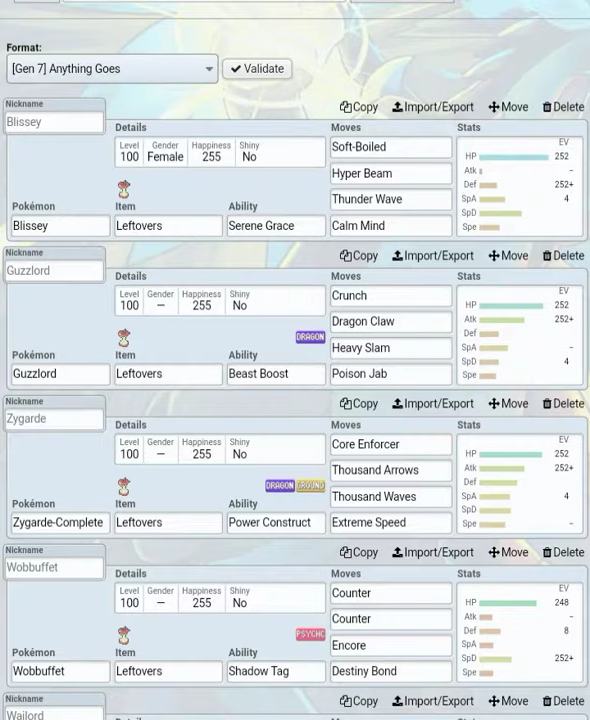 Format:
[Gen 7] Anything Goes
Validate
Nickname
Blissey
Copy Import/Export Move Delete
Details
Level Gender Happiness Shiny
100 Female 255 No
Pokémon Item Ability
Blissey Leftovers Serene Grace
Moves
Soft-Boiled
Hyper Beam
Thunder Wave
Calm Mind
Stats
EV
HP 252
Atk –
Def 252+
SpA 4
SpD
Spe
Nickname
Guzzlord
Copy Import/Export Move Delete
Details
Level Gender Happiness Shiny
100 — 255 No
DRAGON
Pokémon Item Ability
Guzzlord Leftovers Beast Boost
Moves
Crunch
Dragon Claw
Heavy Slam
Poison Jab
Stats
EV
HP 252
Atk 252+
Def
SpA –
SpD 4
Spe
Nickname
Zygarde
Copy Import/Export Move Delete
Details
Level Gender Happiness Shiny
100 — 255 No
DRAGON GROUND
Pokémon Item Ability
Zygarde-Complete Leftovers Power Construct
Moves
Core Enforcer
Thousand Arrows
Thousand Waves
Extreme Speed
Stats
EV
HP 252
Atk 252+
Def
SpA 4
SpD
Spe –
Nickname
Wobbuffet
Copy Import/Export Move Delete
Details
Level Gender Happiness Shiny
100 — 255 No
PSYCHC
Pokémon Item Ability
Wobbuffet Leftovers Shadow Tag
Moves
Counter
Counter
Encore
Destiny Bond
Stats
EV
HP 248
Atk –
Def 8
SpA
SpD 252+
Spe
Nickname
Wailord
Copy Import/Export Move Delete
Details
Moves
Stats